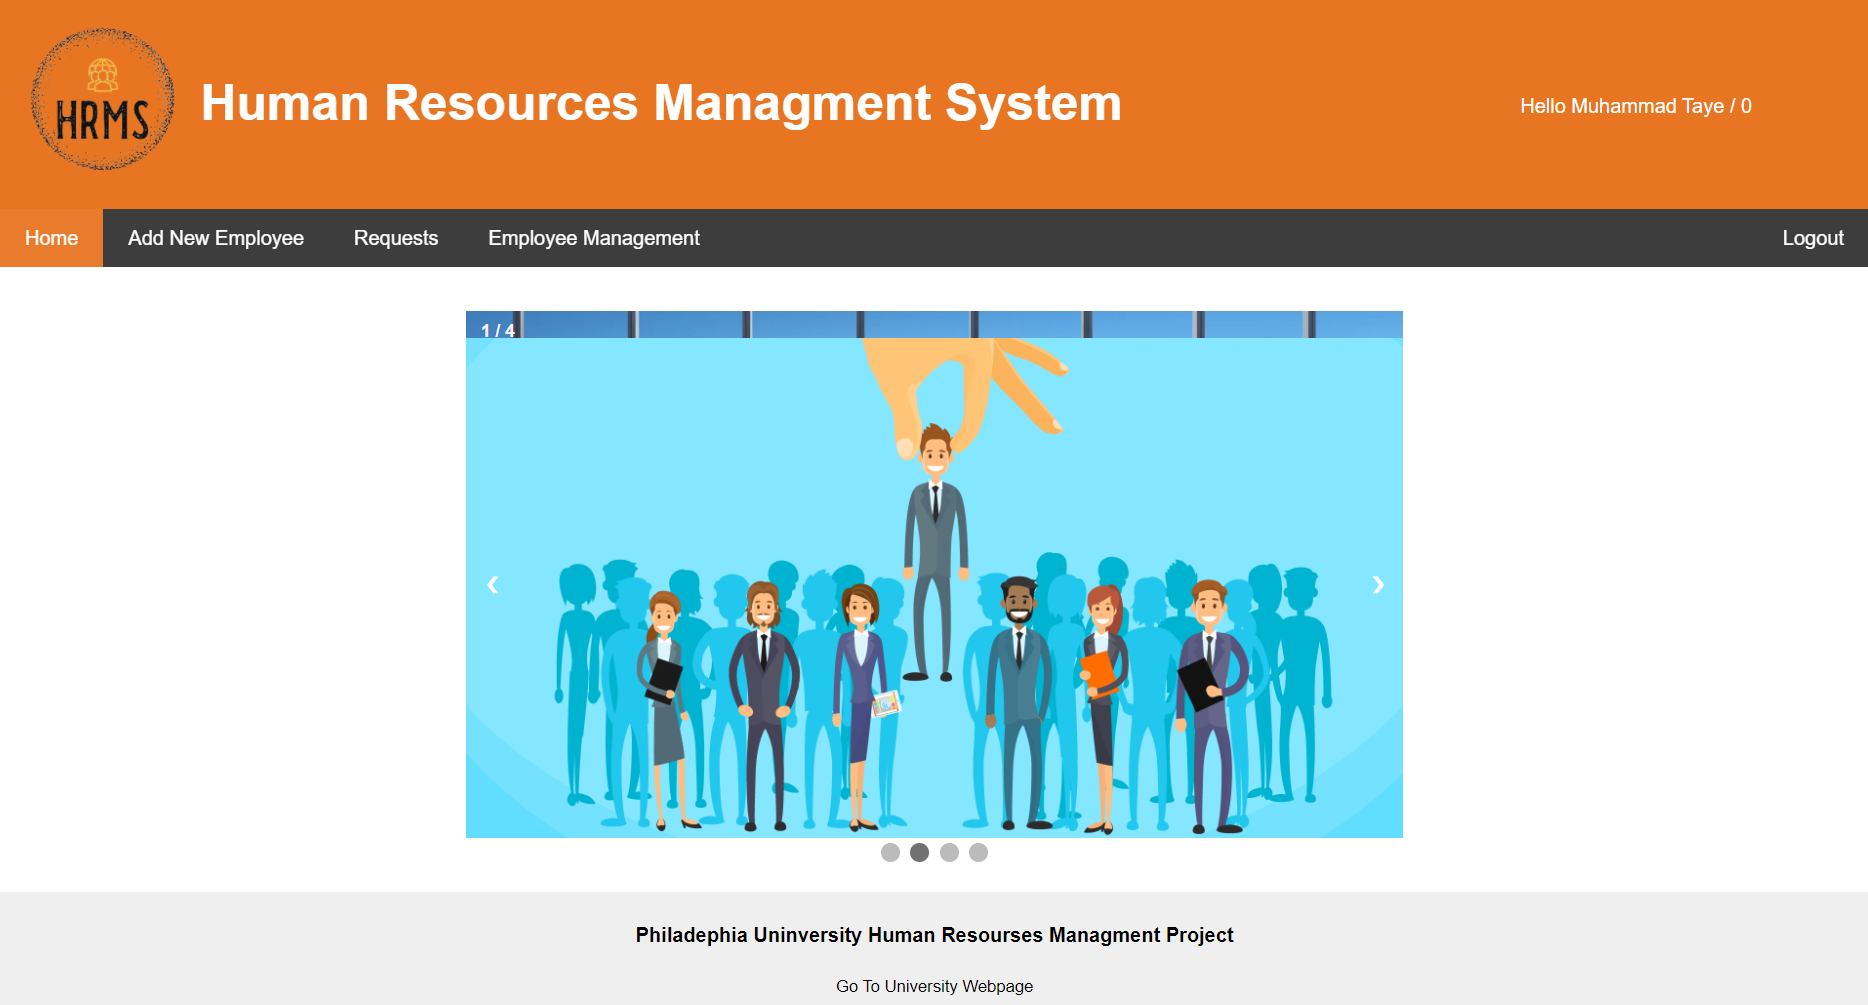 HRMS
Human Resources Managment System
Hello Muhammad Taye / 0
Home
Add New Employee
Requests
Employee Management
Logout
1 / 4
❮
❯
Philadephia Uninversity Human Resourses Managment Project
Go To University Webpage